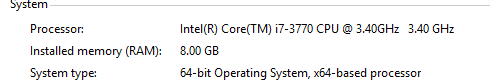 System
Processor: Intel(R) Core(TM) i7-3770 CPU @ 3.40GHz 3.40 GHz
Installed memory (RAM): 8.00 GB
System type: 64-bit Operating System, x64-based processor